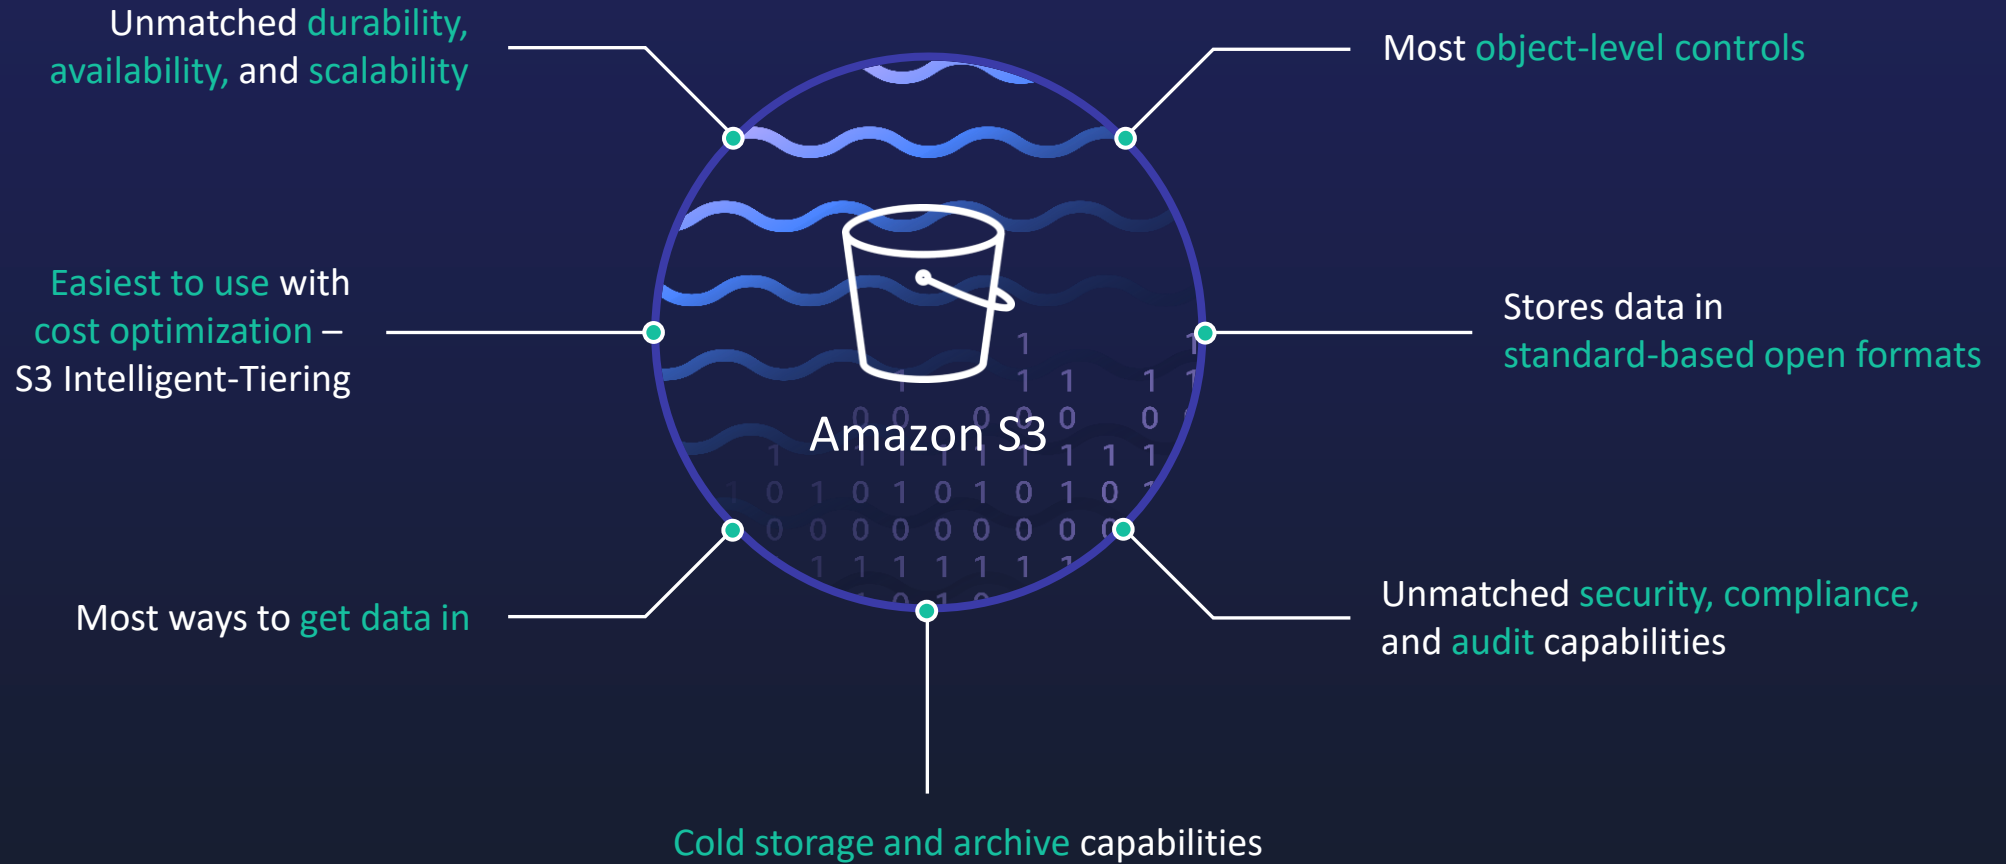 Unmatched durability,
availability, and scalability
Most object-level controls
Easiest to use with
cost optimization –
S3 Intelligent-Tiering
Stores data in
standard-based open formats
Amazon S3
Most ways to get data in
Unmatched security, compliance,
and audit capabilities
Cold storage and archive capabilities